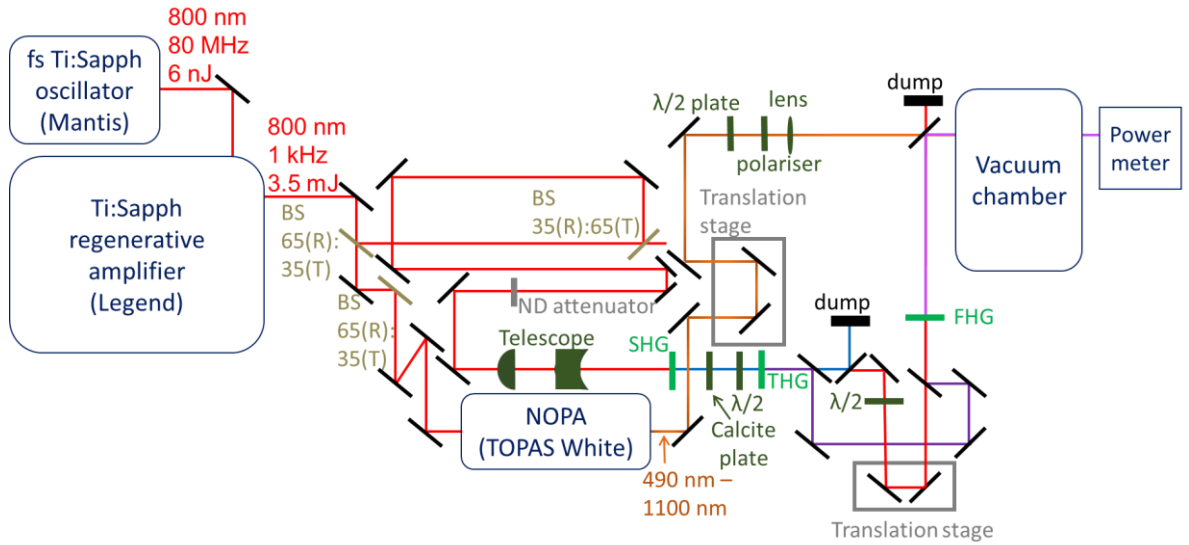 fs Ti:Sapph
oscillator
(Mantis)
800 nm
80 MHz
6 nJ
Ti:Sapph
regenerative
amplifier
(Legend)
800 nm
1 kHz
3.5 mJ
BS
65(R):
35(T)
BS
65(R):
35(T)
BS
35(R):65(T)
ND attenuator
Telescope
NOPA
(TOPAS White)
490 nm –
1100 nm
λ/2 plate
polariser
lens
Translation
stage
SHG
Calcite
plate
λ/2
THG
dump
λ/2
Translation stage
FHG
dump
Vacuum
chamber
Power
meter